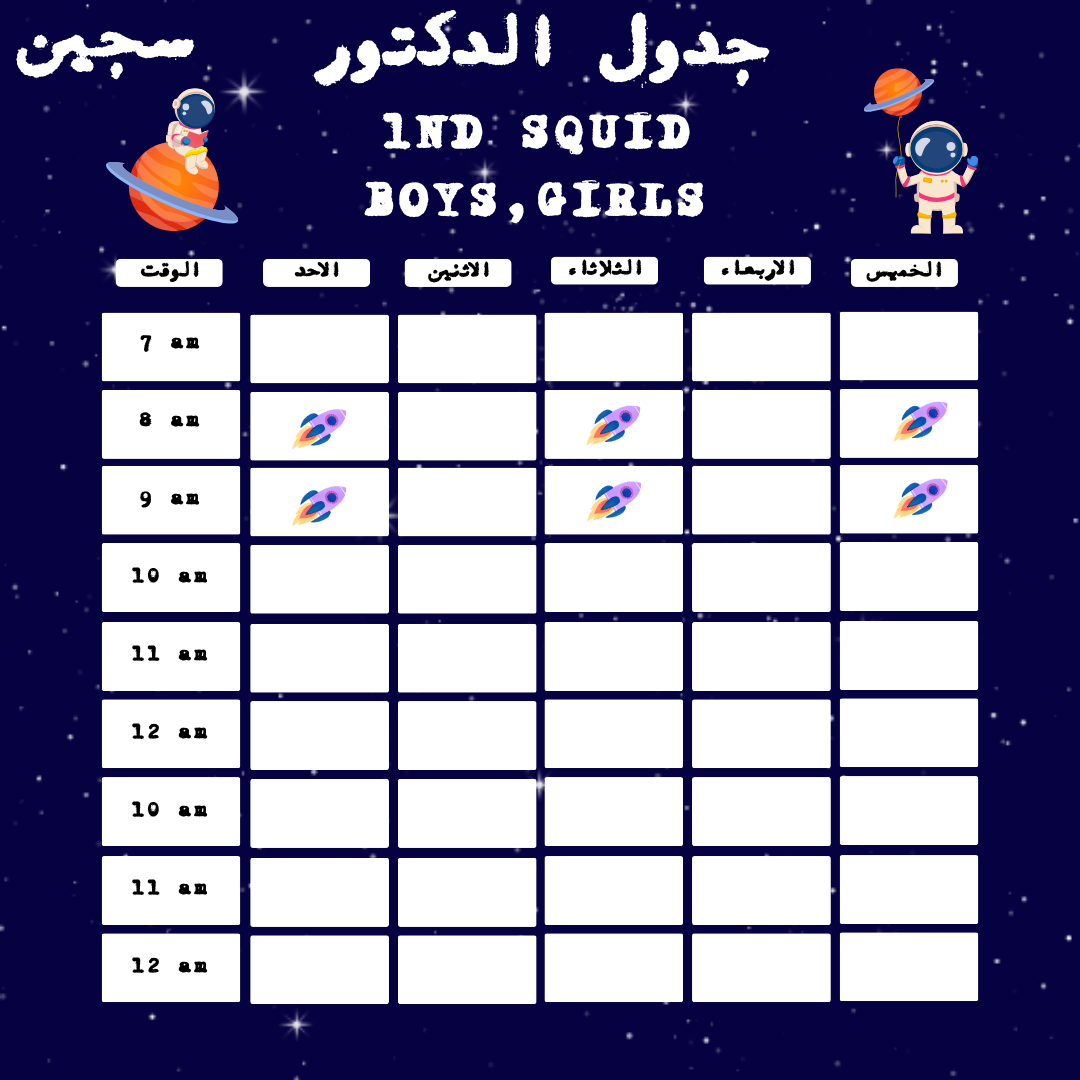 جدول الدكتور سجين
1ND SQUID
BOYS,GIRLS
الوقت الاحد الاثنين الثلاثاء الاربعاء الخميس
7 am
8 am
9 am
10 am
11 am
12 am
10 am
11 am
12 am